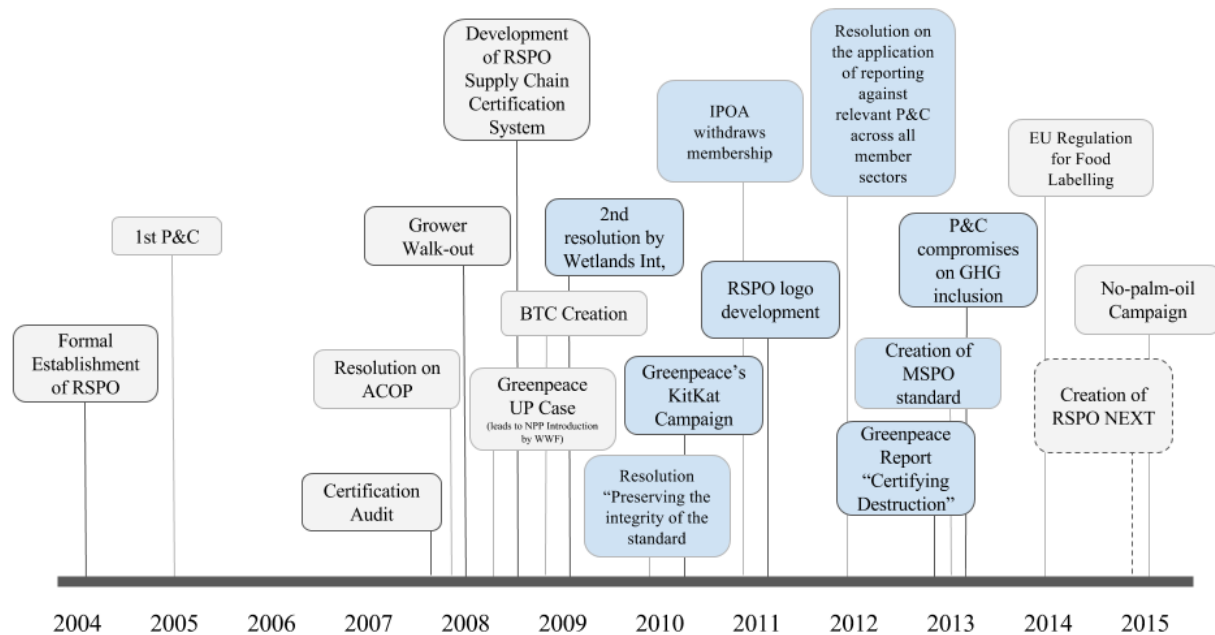 Development
of RSPO
Supply Chain
Certification
System
Resolution on
the application
of reporting
against
relevant P&C
across all
member
sectors
IPOA
withdraws
membership
EU Regulation
for Food
Labelling
1st P&C
Grower
Walk-out
2nd
resolution by
Wetlands Int,
P&C
compromises
on GHG
inclusion
RSPO logo
development
No-palm-oil
Campaign
BTC Creation
Formal
Establishment
of RSPO
Resolution on
ACOP
Greenpeace
UP Case
(leads to NPP Introduction
by WWF)
Greenpeace's
KitKat
Campaign
Creation of
MSPO
standard
Creation of
RSPO NEXT
Greenpeace
Report
“Certifying
Destruction”
Certification
Audit
Resolution
“Preserving the
integrity of the
standard
2004 2005 2006 2007 2008 2009 2010 2011 2012 2013 2014 2015